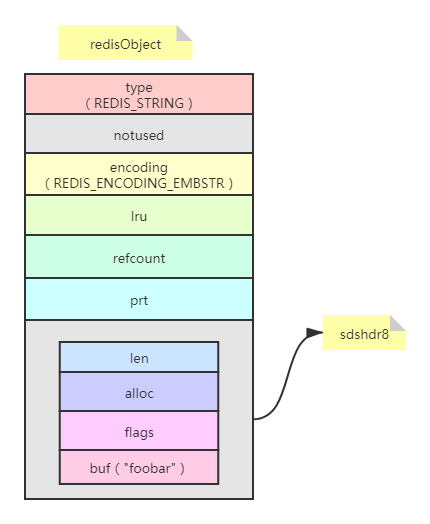 redisObject
type
( REDIS_STRING )
notused
encoding
( REDIS_ENCODING_EMBSTR )
lru
refcount
prt
sdshdr8
len
alloc
flags
buf ( "foobar" )